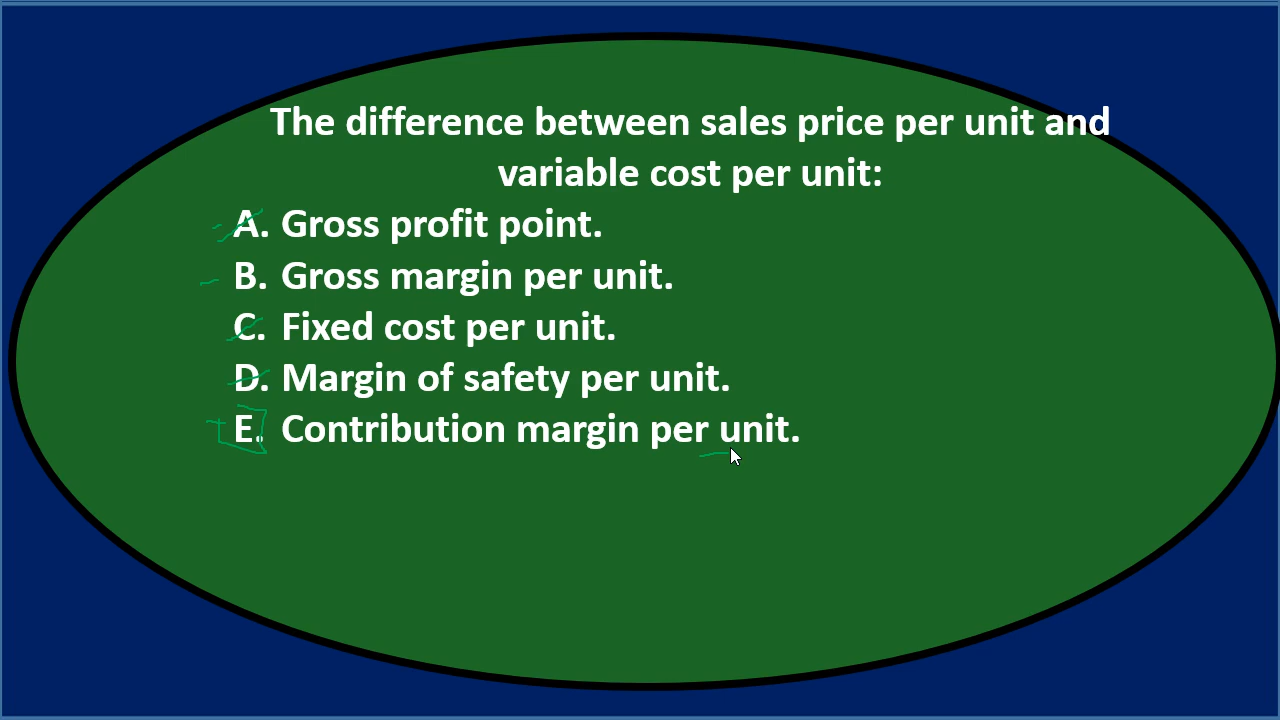 The difference between sales price per unit and
variable cost per unit:
A. Gross profit point.
B. Gross margin per unit.
C. Fixed cost per unit.
D. Margin of safety per unit.
E. Contribution margin per unit.